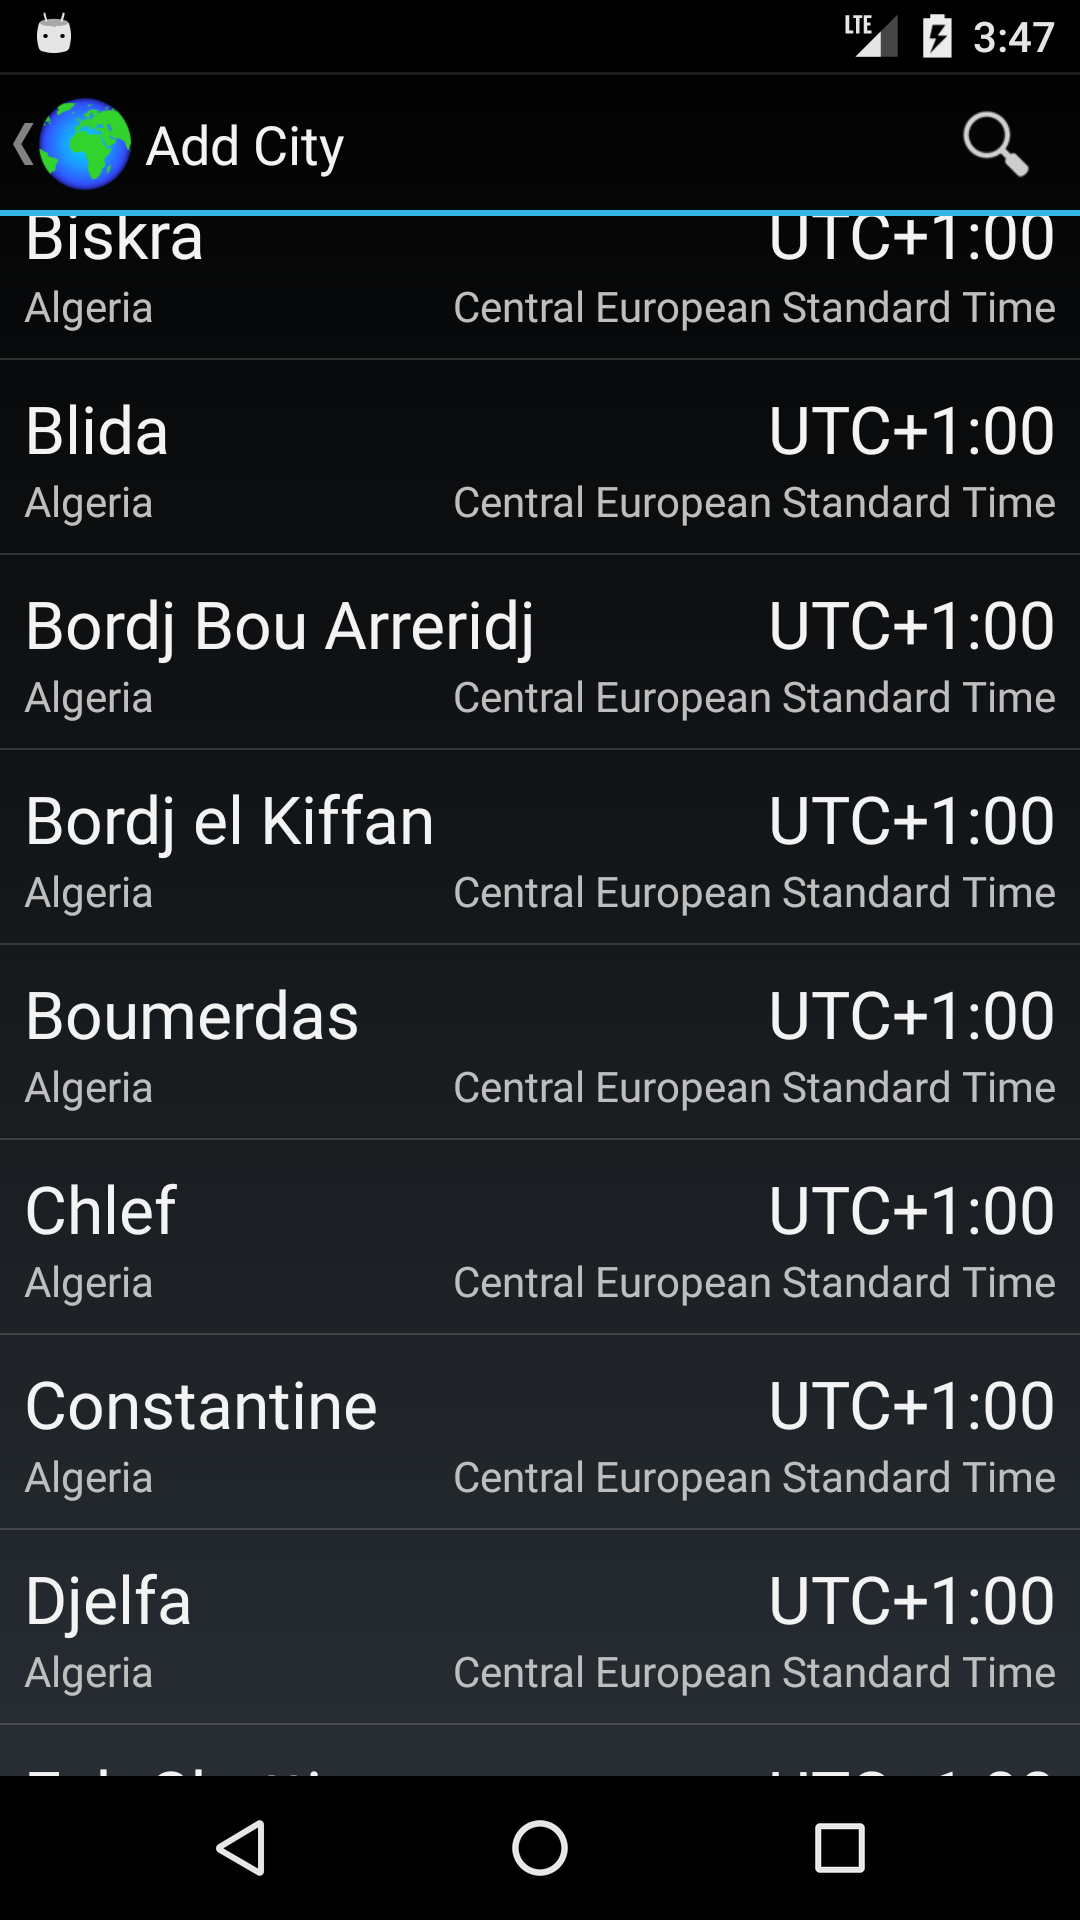 LTE 3:47
Add City
Biskra UTC+1:00
Algeria Central European Standard Time
Blida UTC+1:00
Algeria Central European Standard Time
Bordj Bou Arreridj UTC+1:00
Algeria Central European Standard Time
Bordj el Kiffan UTC+1:00
Algeria Central European Standard Time
Boumerdas UTC+1:00
Algeria Central European Standard Time
Chlef UTC+1:00
Algeria Central European Standard Time
Constantine UTC+1:00
Algeria Central European Standard Time
Djelfa UTC+1:00
Algeria Central European Standard Time